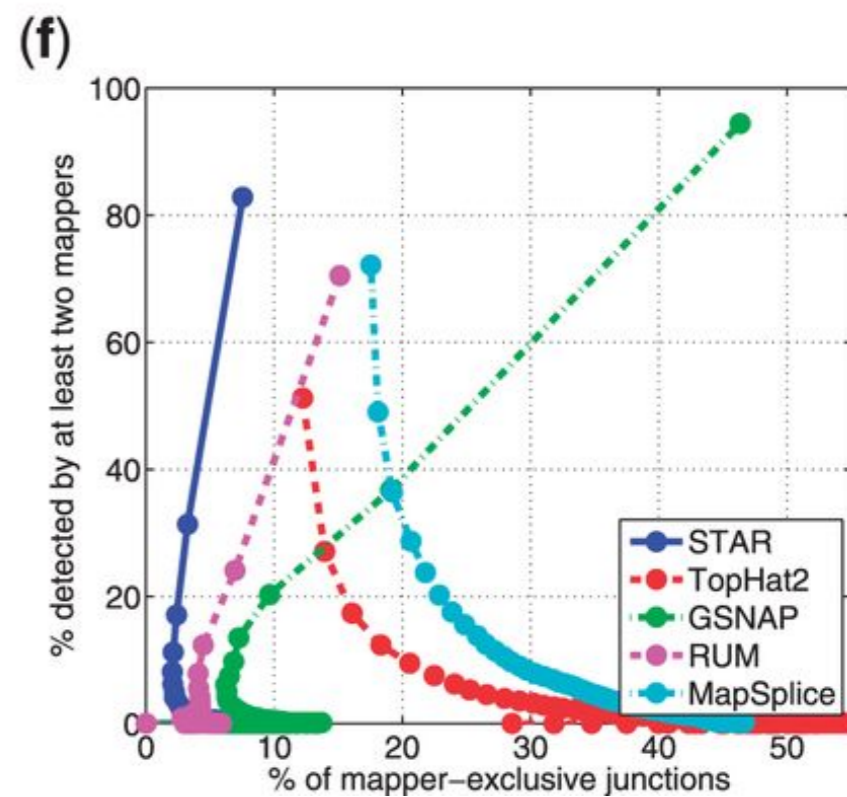 (f)
100
80
60
40
20
0
% detected by at least two mappers
0 10 20 30 40 50
% of mapper-exclusive junctions
STAR
TopHat2
GSNAP
RUM
MapSplice